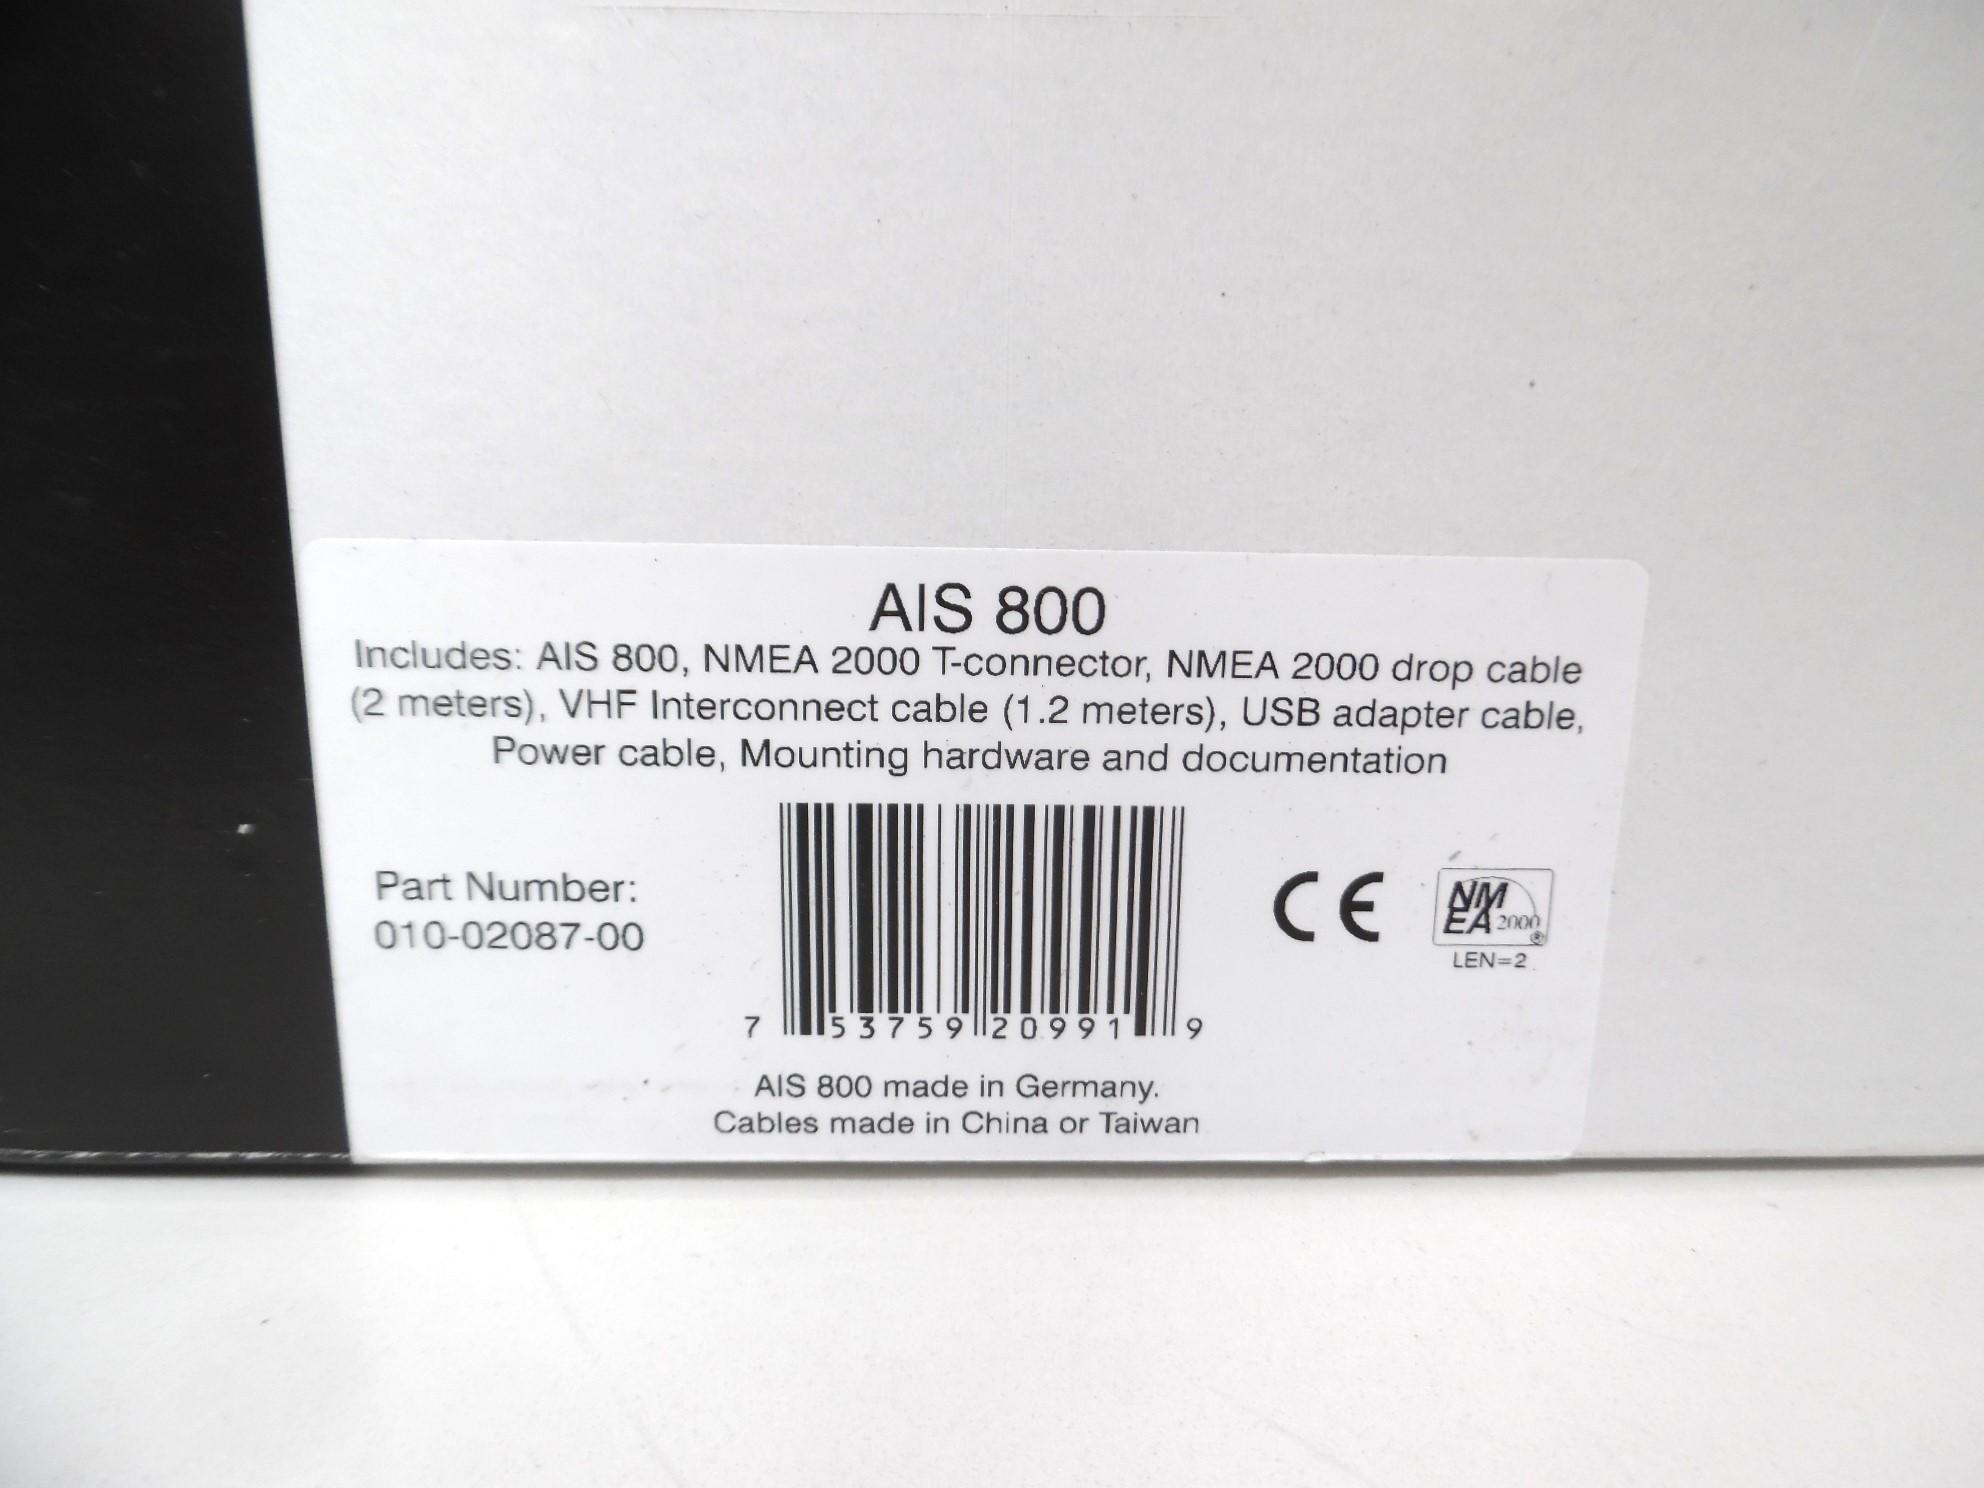 AIS 800
Includes: AIS 800, NMEA 2000 T-connector, NMEA 2000 drop cable
(2 meters), VHF Interconnect cable (1.2 meters), USB adapter cable,
Power cable, Mounting hardware and documentation
Part Number:
010-02087-00
7 53759 20991 9
CE
NM
EA 2000 ®
LEN=2
AIS 800 made in Germany.
Cables made in China or Taiwan